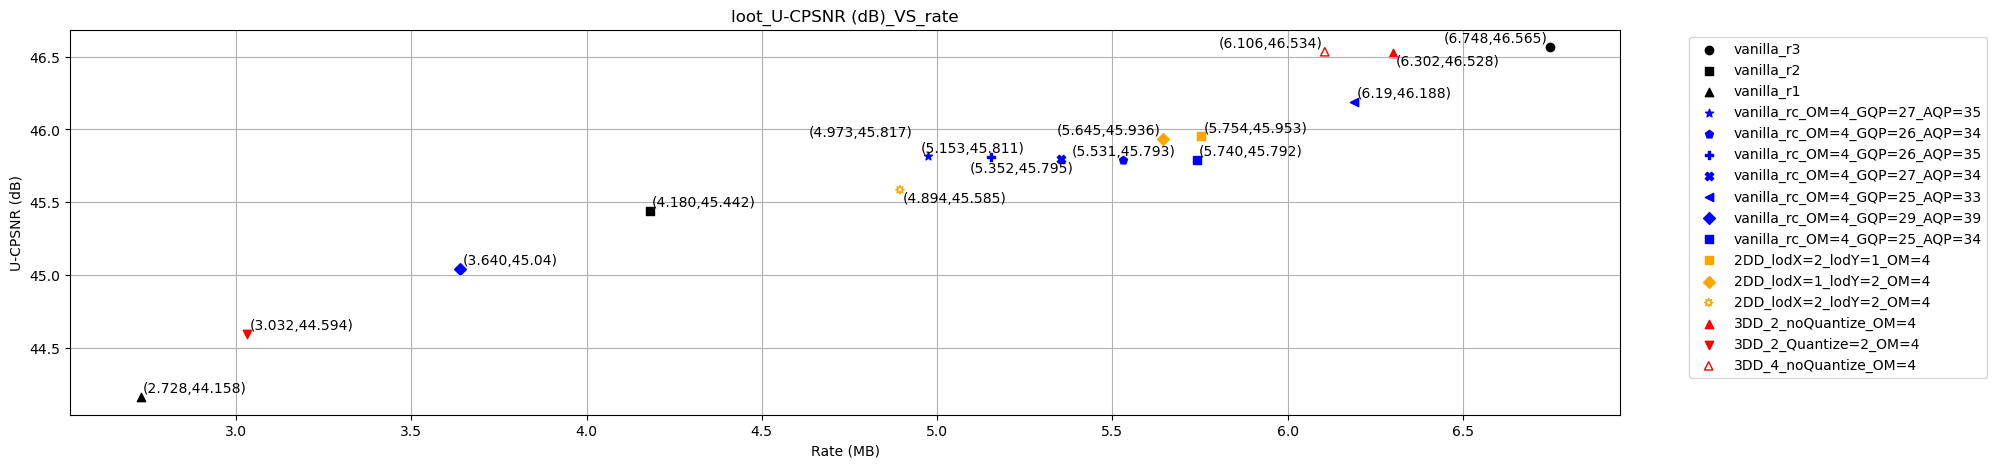 loot_U-CPSNR (dB)_VS_rate
U-CPSNR (dB)
46.5
46.0
45.5
45.0
44.5
(6.748,46.565)
(6.106,46.534)
(6.302,46.528)
(6.19,46.188)
(4.973,45.817)
(5.645,45.936)
(5.754,45.953)
(5.153,45.811)
(5.531,45.793)
(5.740,45.792)
(5.352,45.795)
(4.894,45.585)
(4.180,45.442)
(3.640,45.04)
(3.032,44.594)
(2.728,44.158)
3.0
3.5
4.0
4.5
5.0
5.5
6.0
6.5
Rate (MB)
vanilla_r3
vanilla_r2
vanilla_r1
vanilla_rc_OM=4_GQP=27_AQP=35
vanilla_rc_OM=4_GQP=26_AQP=34
vanilla_rc_OM=4_GQP=26_AQP=35
vanilla_rc_OM=4_GQP=27_AQP=34
vanilla_rc_OM=4_GQP=25_AQP=33
vanilla_rc_OM=4_GQP=29_AQP=39
vanilla_rc_OM=4_GQP=25_AQP=34
2DD_lodX=2_lodY=1_OM=4
2DD_lodX=1_lodY=2_OM=4
2DD_lodX=2_lodY=2_OM=4
3DD_2_noQuantize_OM=4
3DD_2_Quantize=2_OM=4
3DD_4_noQuantize_OM=4